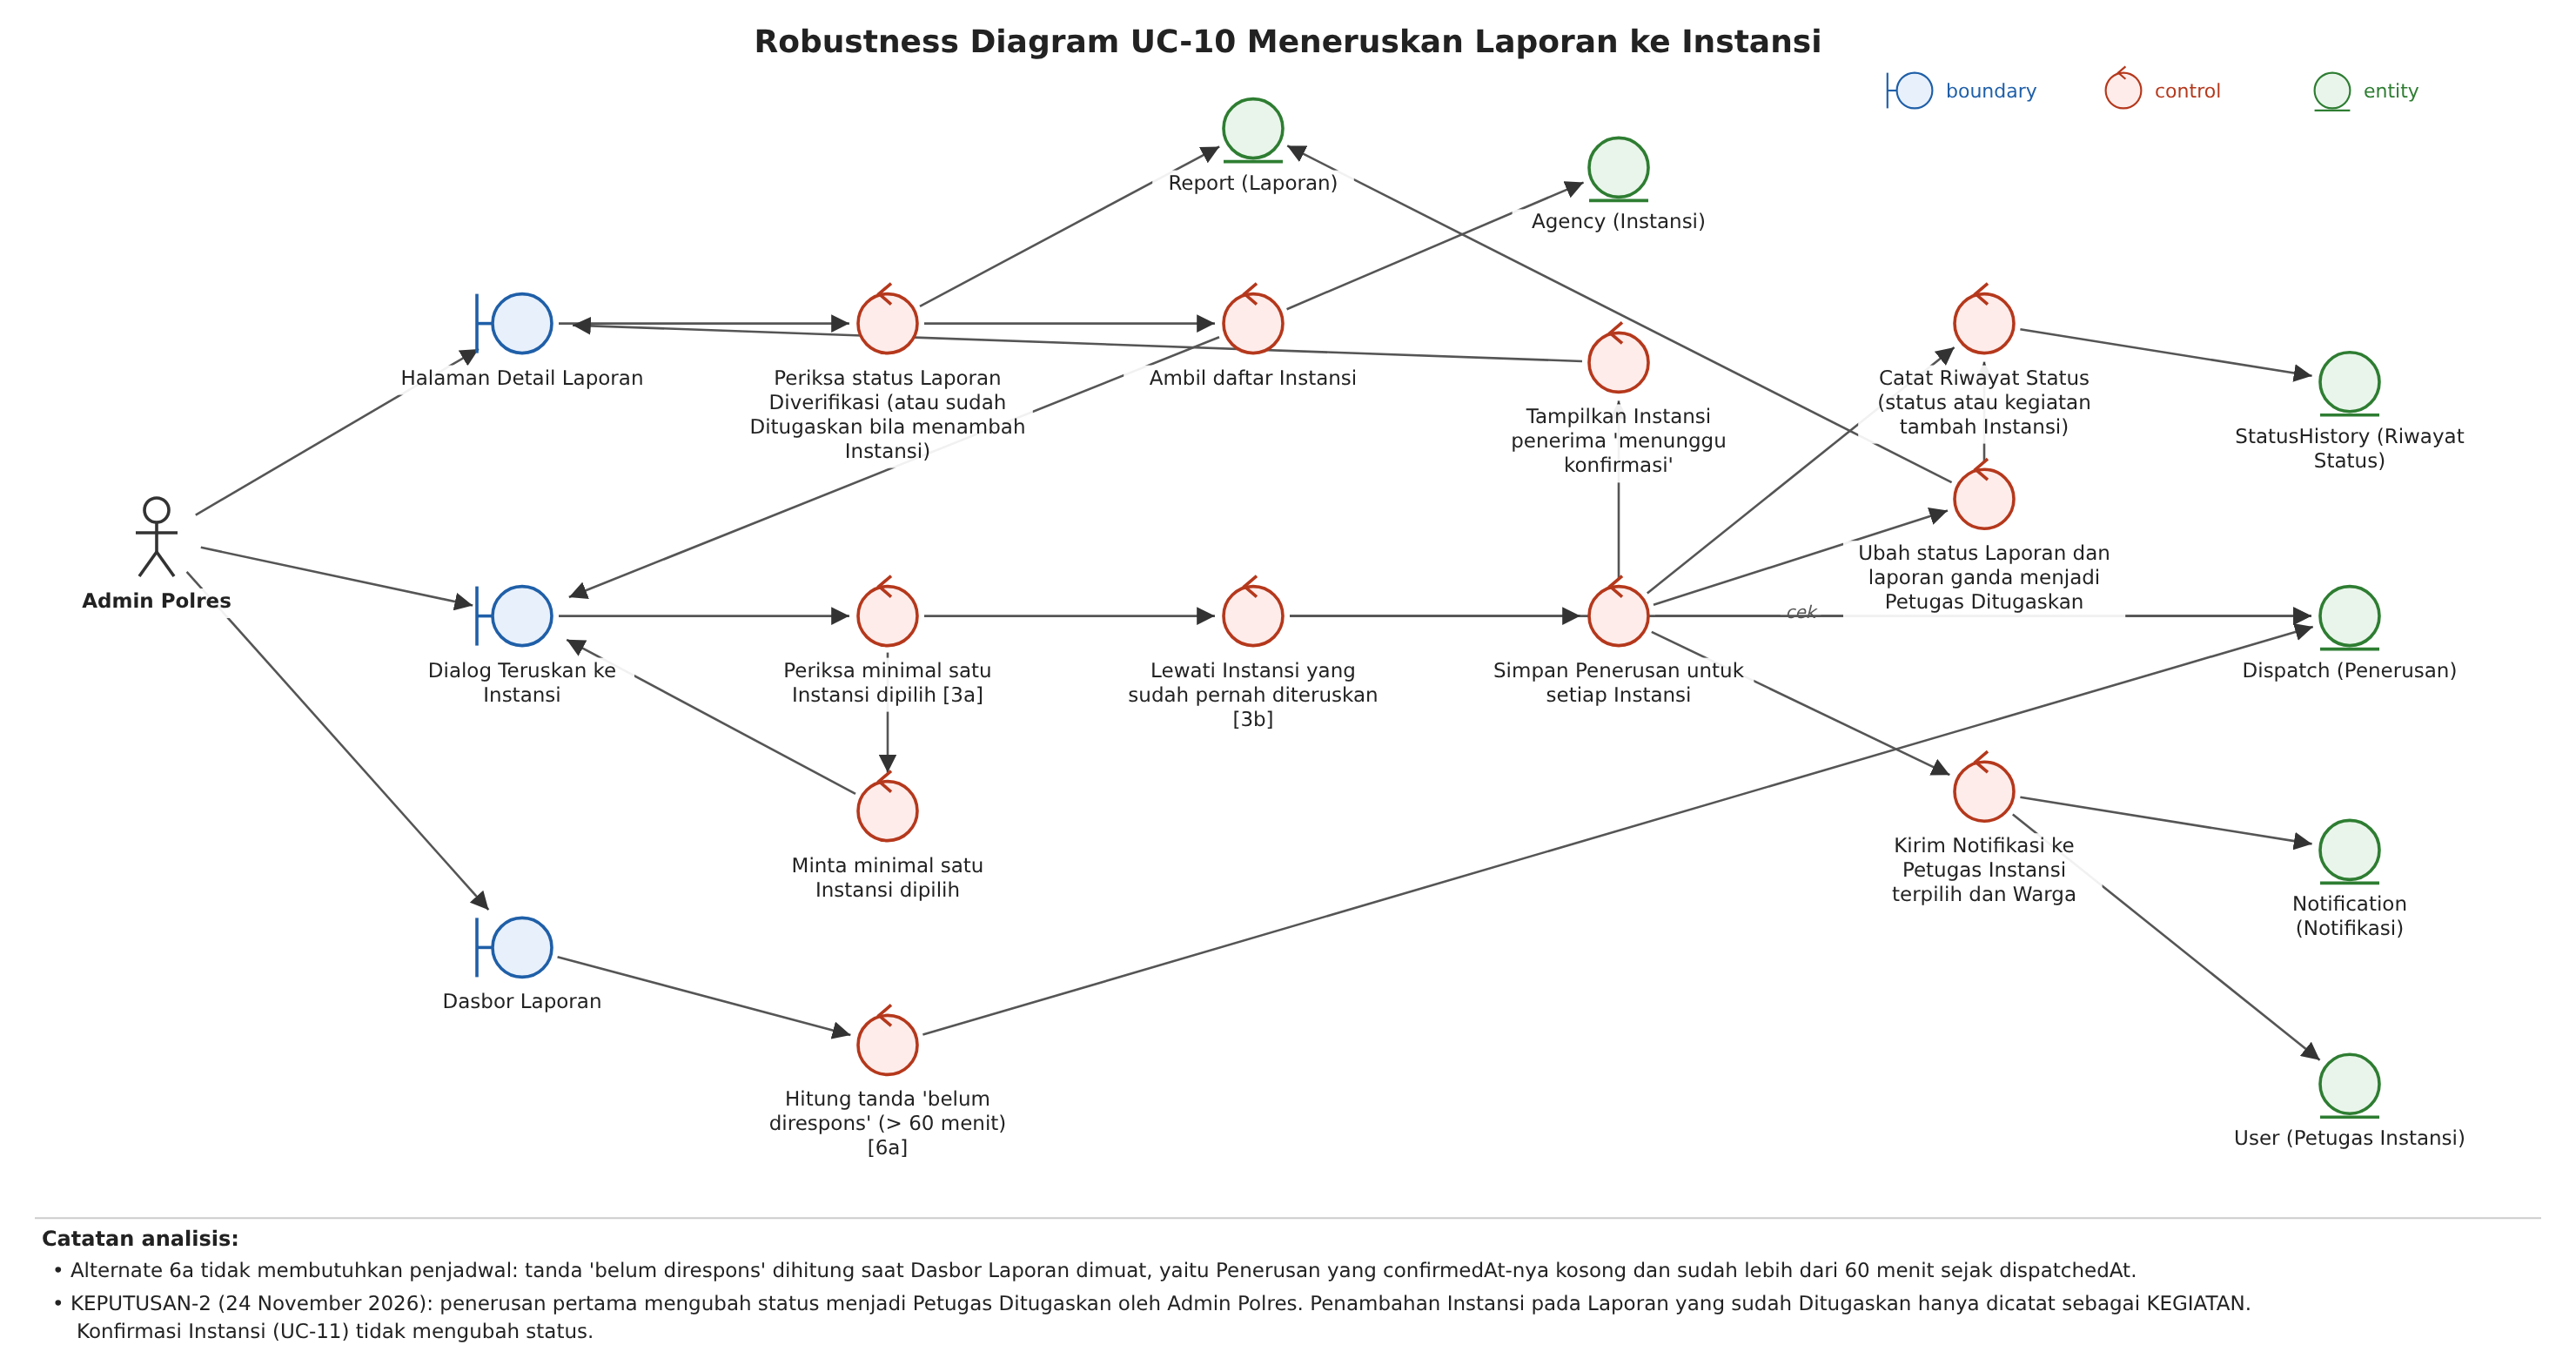 Robustness Diagram UC-10 Meneruskan Laporan ke Instansi
boundary
control
entity
Report (Laporan)
Agency (Instansi)
Halaman Detail Laporan
Periksa status Laporan
Diverifikasi (atau sudah
Ditugaskan bila menambah
Instansi)
Ambil daftar Instansi
Tampilkan Instansi
penerima 'menunggu
konfirmasi'
Catat Riwayat Status
(status atau kegiatan
tambah Instansi)
StatusHistory (Riwayat
Status)
Admin Polres
Ubah status Laporan dan
laporan ganda menjadi
Petugas Ditugaskan
cek
Dialog Teruskan ke
Instansi
Periksa minimal satu
Instansi dipilih [3a]
Lewati Instansi yang
sudah pernah diteruskan
[3b]
Simpan Penerusan untuk
setiap Instansi
Dispatch (Penerusan)
Minta minimal satu
Instansi dipilih
Kirim Notifikasi ke
Petugas Instansi
terpilih dan Warga
Notification
(Notifikasi)
Dasbor Laporan
Hitung tanda 'belum
direspons' (> 60 menit)
[6a]
User (Petugas Instansi)
Catatan analisis:
• Alternate 6a tidak membutuhkan penjadwal: tanda 'belum direspons' dihitung saat Dasbor Laporan dimuat, yaitu Penerusan yang confirmedAt-nya kosong dan sudah lebih dari 60 menit sejak dispatchedAt.
• KEPUTUSAN-2 (24 November 2026): penerusan pertama mengubah status menjadi Petugas Ditugaskan oleh Admin Polres. Penambahan Instansi pada Laporan yang sudah Ditugaskan hanya dicatat sebagai KEGIATAN.
Konfirmasi Instansi (UC-11) tidak mengubah status.